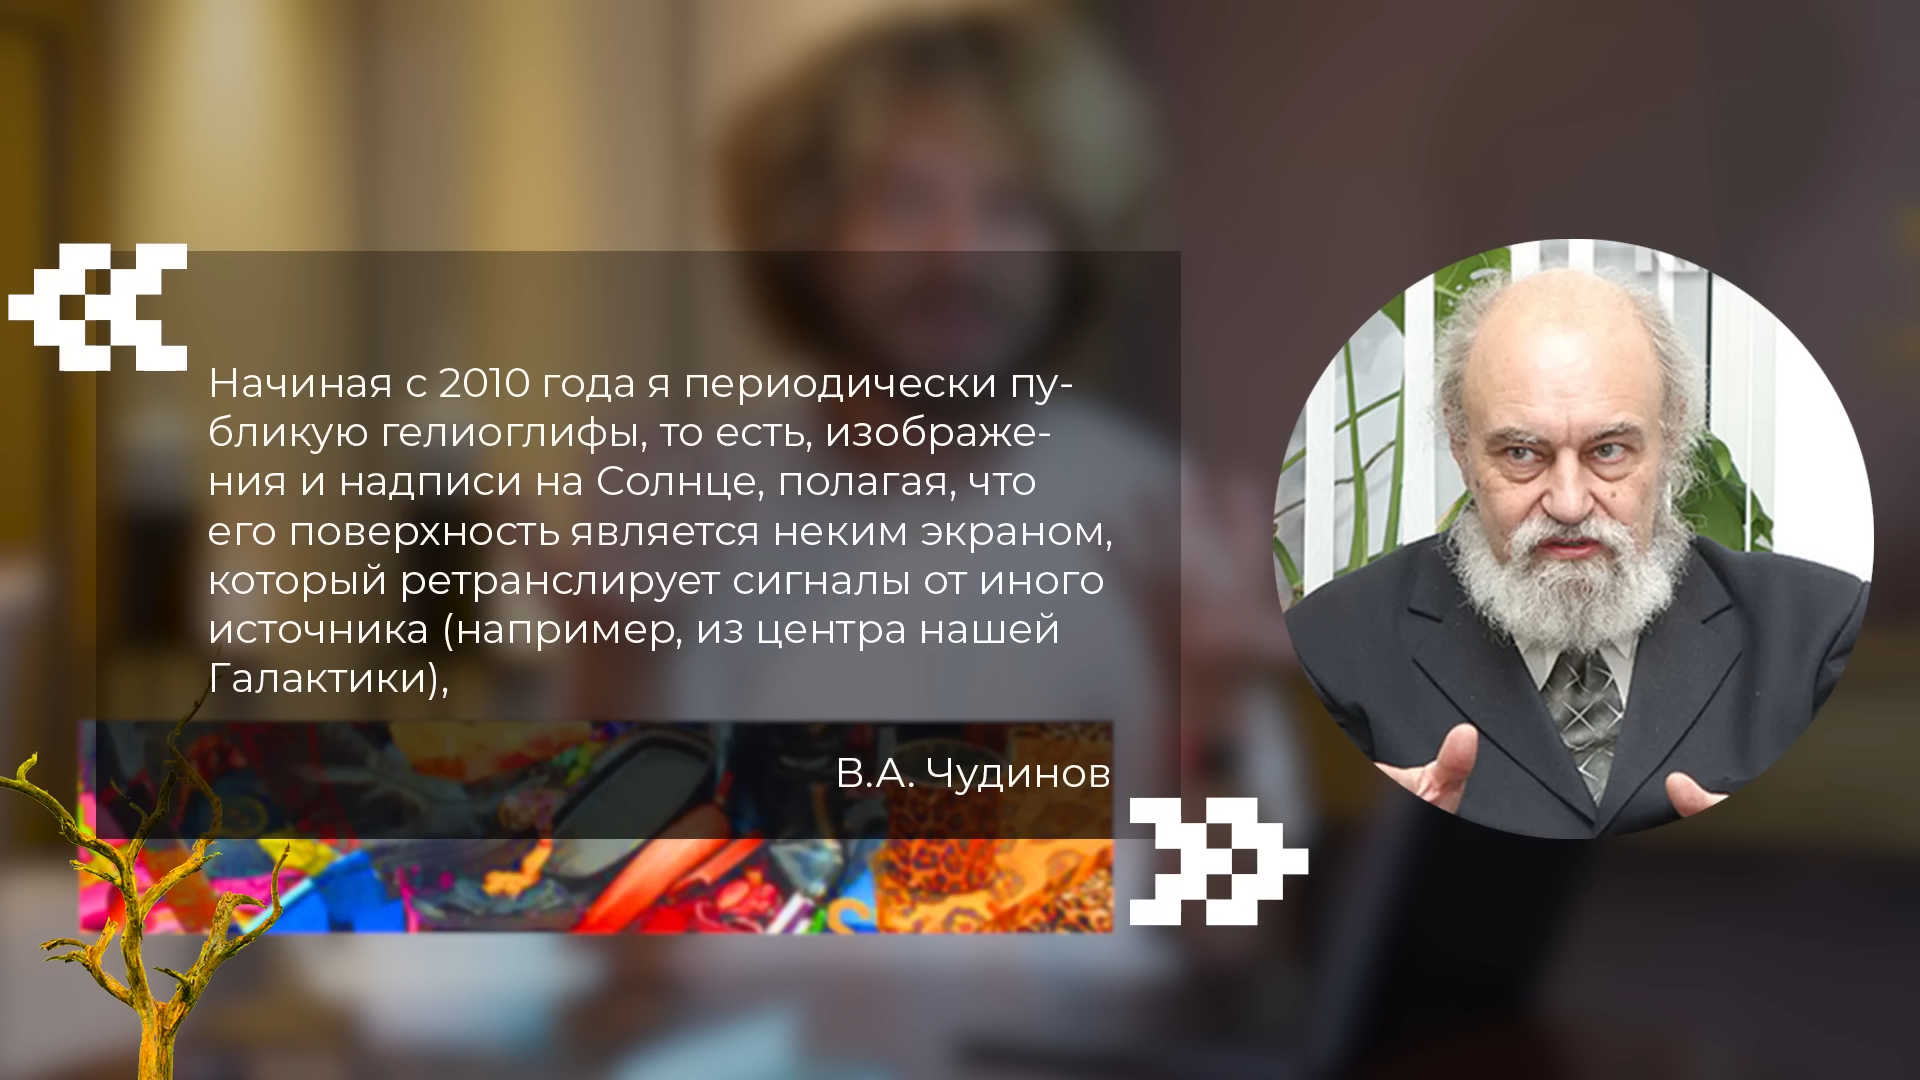 Начиная с 2010 года я периодически пу-
бликую гелиоглифы, то есть, изображе-
ния и надписи на Солнце, полагая, что
его поверхность является неким экраном,
который ретранслирует сигналы от иного
источника (например, из центра нашей
Галактики),
В.А. Чудинов